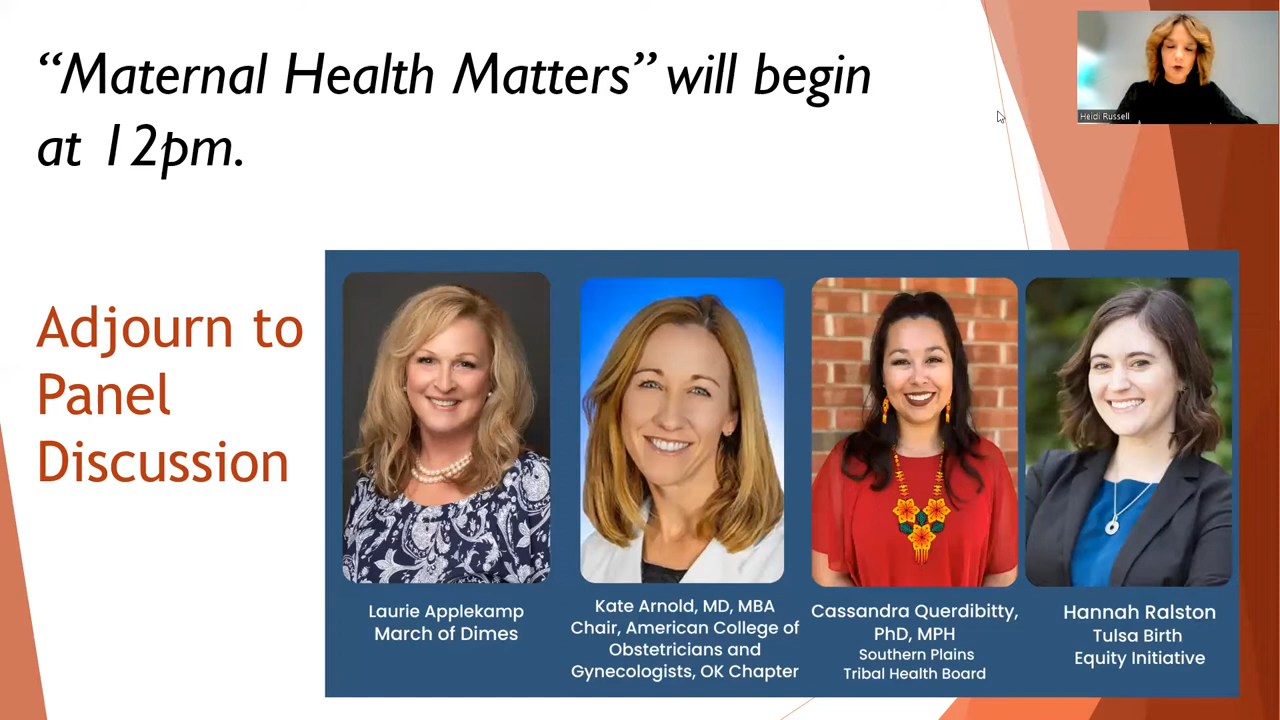 “Maternal Health Matters” will begin
at 12pm.
Heidi Russell
Adjourn to
Panel
Discussion
Laurie Applekamp
March of Dimes
Kate Arnold, MD, MBA
Chair, American College of
Obstetricians and
Gynecologists, OK Chapter
Cassandra Querdibitty,
PhD, MPH
Southern Plains
Tribal Health Board
Hannah Ralston
Tulsa Birth
Equity Initiative